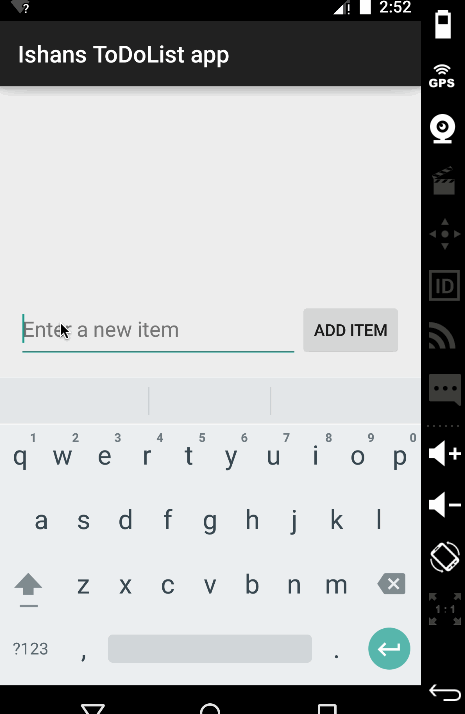 ? 2:52
Ishans ToDoList app
GPS
Enter a new item ADD ITEM
1 2 3 4 5 6 7 8 9 0
q w e r t y u i o p
a s d f g h j k l
z x c v b n m
?123 , .
ID
1:1